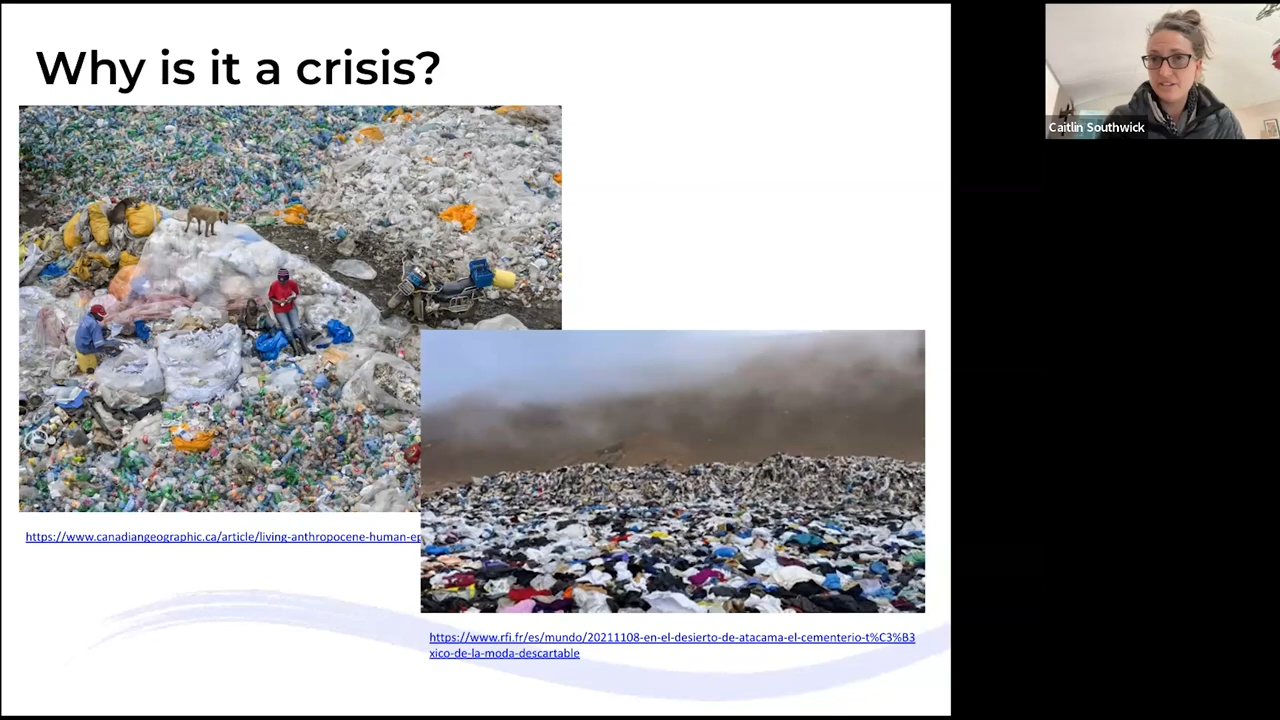 Why is it a crisis?
Caitlin Southwick
https://www.canadiangeographic.ca/article/living-anthropocene-human-ep
https://www.rfi.fr/es/mundo/20211108-en-el-desierto-de-atacama-el-cementerio-t%C3%B3
xico-de-la-moda-descartable